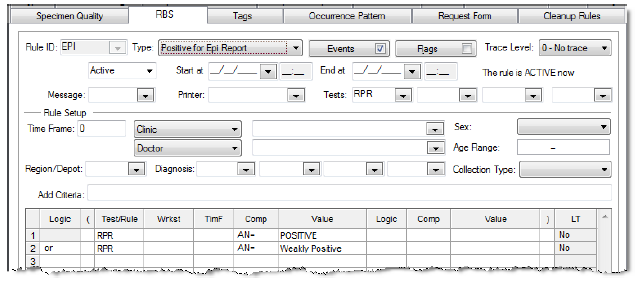 Specimen Quality RBS Tags Occurrence Pattern Request Form Cleanup Rules
Rule ID: EPI Type: Positive for Epi Report Events Rags Trace Level: 0 - No trace
Active Start at __/__/____ __:__ End at __/__/____ __:__ The rule is ACTIVE now
Message: Printer: Tests: RPR
Rule Setup
Time Frame: 0 Clinic Sex:
Doctor Age Range: –
Region/Depot: Diagnosis: Collection Type:
Add Criteria:
Logic ( Test/Rule Wrkst TimF Comp Value Logic Comp Value ) LT
1 RPR AN= POSITIVE No
2 or RPR AN= Weakly Positive No
3